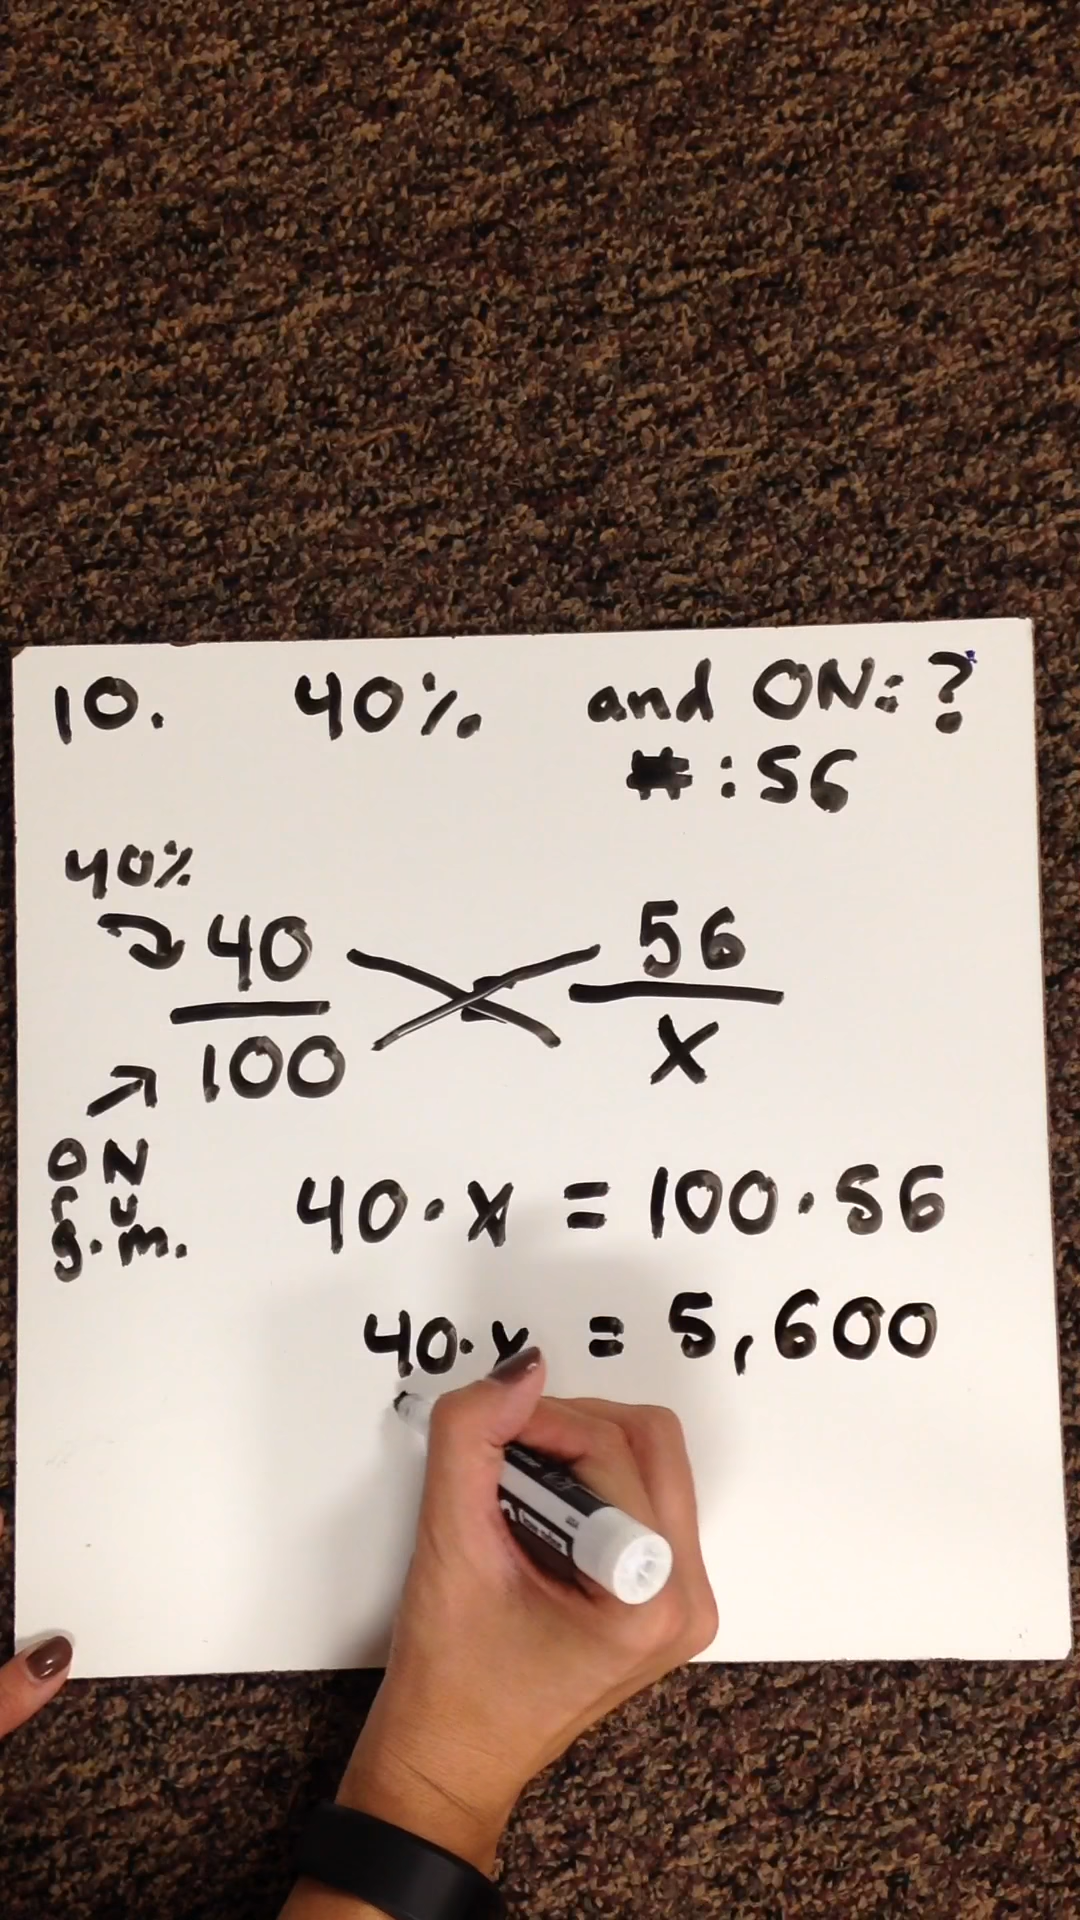 10. 40% and ON: ?
#: 56
40%
40 56
100 x
ON
r u
g. m.
40 · x = 100 · 56
40 · x = 5,600